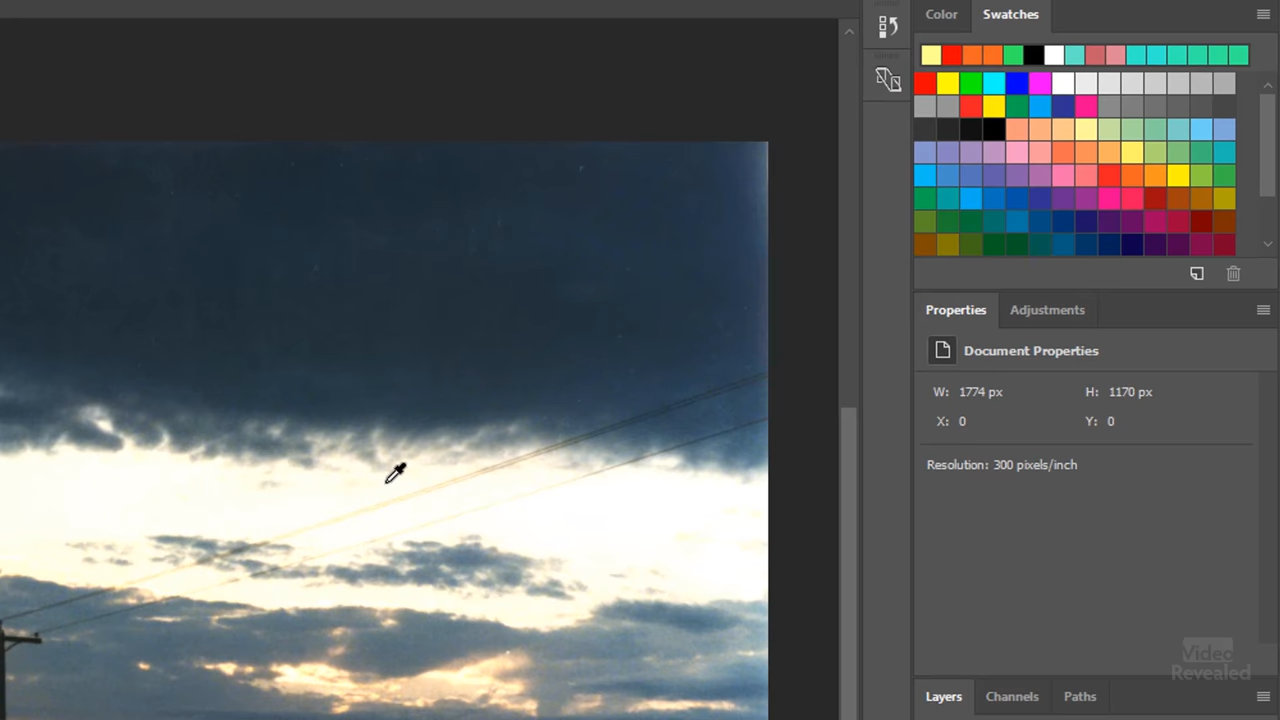 Color Swatches
Properties Adjustments
Document Properties
W: 1774 px H: 1170 px
X: 0 Y: 0
Resolution: 300 pixels/inch
Video
Revealed
Layers Channels Paths